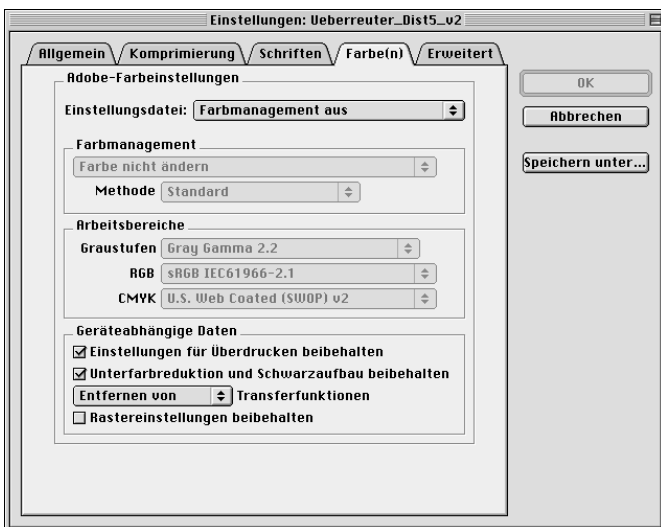 Einstellungen: Ueberreuter_Dist5_v2
Allgemein Komprimierung Schriften Farbe(n) Erweitert
Adobe-Farbeinstellungen
Einstellungsdatei: Farbmanagement aus
Farbmanagement
Farbe nicht ändern
Methode Standard
Arbeitsbereiche
Graustufen Gray Gamma 2.2
RGB sRGB IEC61966-2.1
CMYK U.S. Web Coated (SWOP) v2
Geräteabhängige Daten
Einstellungen für Überdrucken beibehalten
Unterfarbreduktion und Schwarzaufbau beibehalten
Entfernen von Transferfunktionen
Rastereinstellungen beibehalten
OK
Abbrechen
Speichern unter...